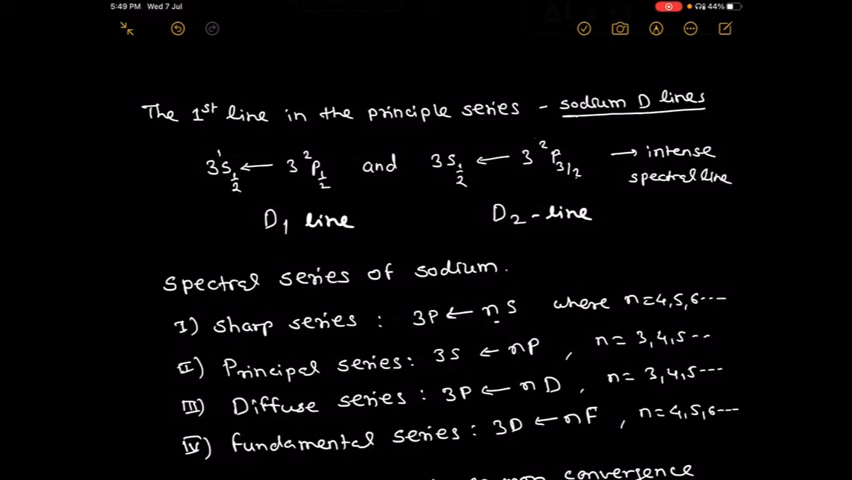 5:49 PM Wed 7 Jul 44%
The 1st line in the principle series - sodium D lines
3¹S₁/₂ ← 3²P₁/₂ and 3S₁/₂ ← 3²P₃/₂ → intense
spectral line
D₁ line D₂-line
Spectral series of sodium.
I) Sharp series : 3P ← nS where n=4,5,6---
II) Principal series: 3S ← nP , n= 3,4,5---
III) Diffuse series : 3P ← nD , n= 3,4,5---
IV) fundamental series : 3D ← nF , n=4,5,6---
convergence